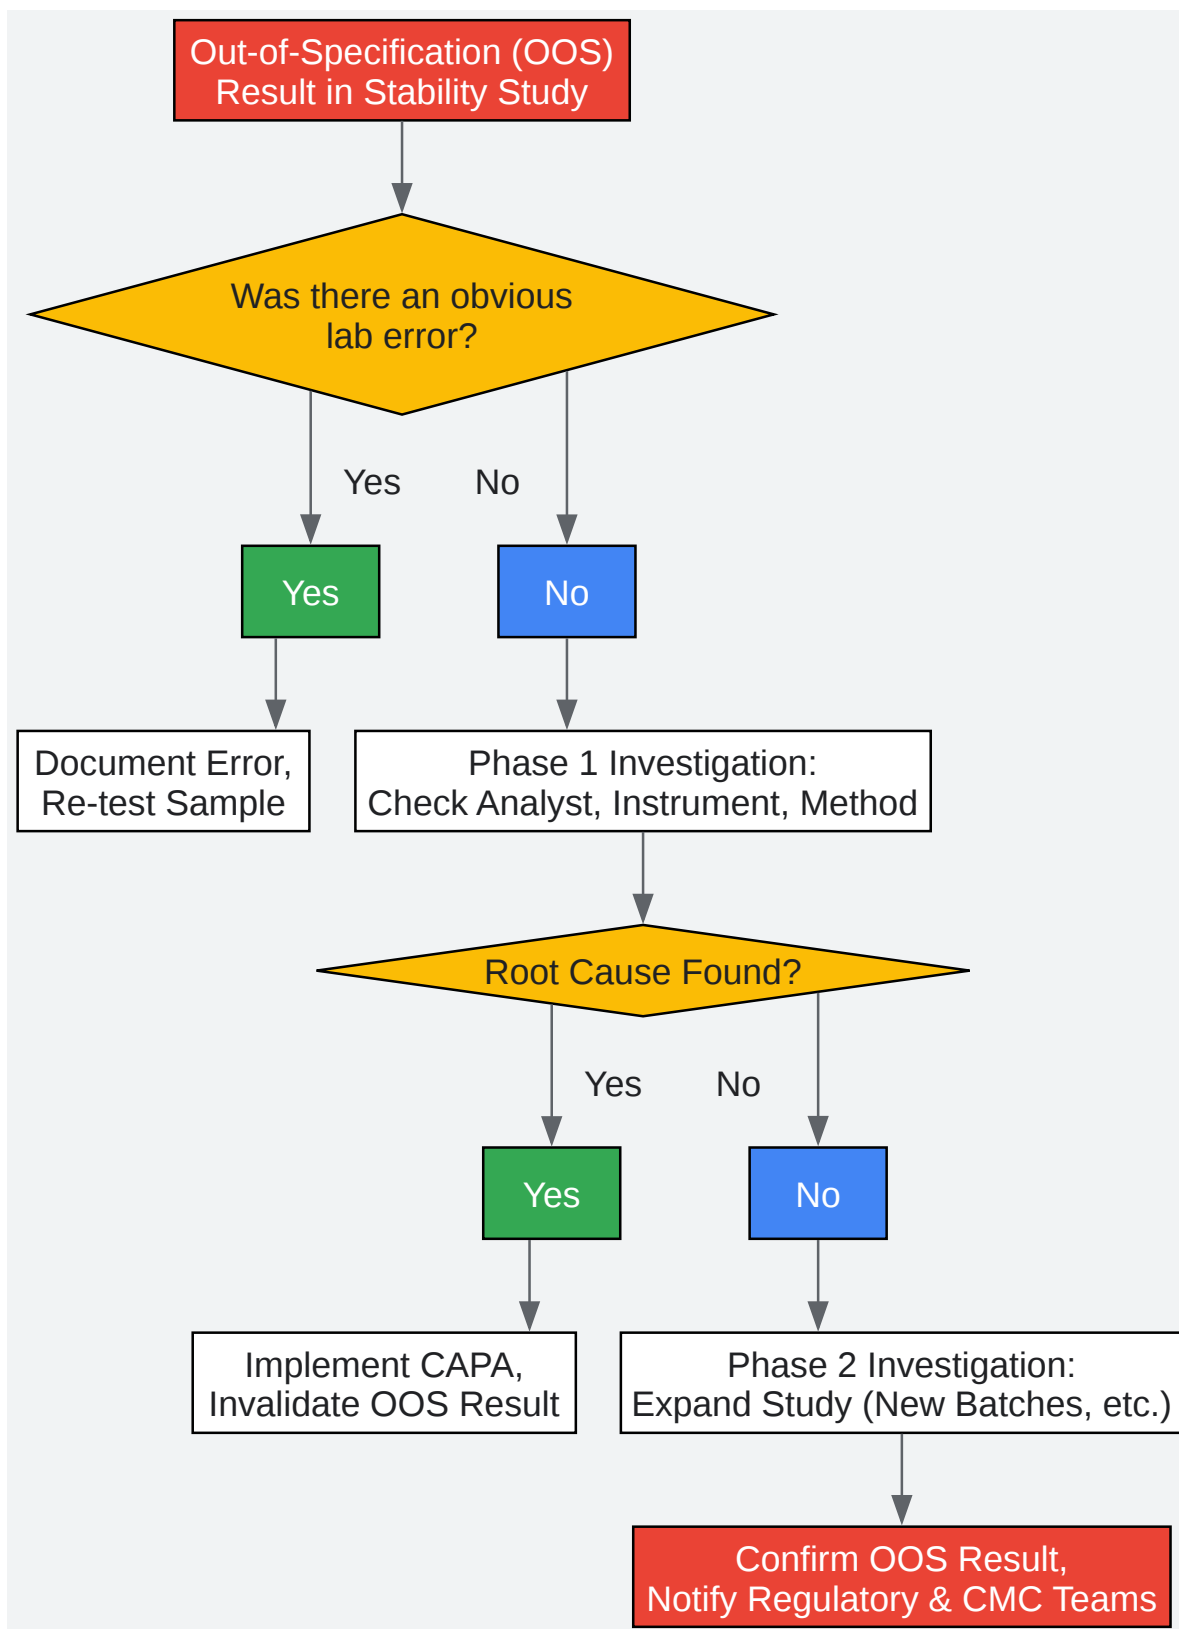 Out-of-Specification (OOS)
Result in Stability Study
Was there an obvious
lab error?
Yes
No
Yes
No
Document Error,
Re-test Sample
Phase 1 Investigation:
Check Analyst, Instrument, Method
Root Cause Found?
Yes
No
Yes
No
Implement CAPA,
Invalidate OOS Result
Phase 2 Investigation:
Expand Study (New Batches, etc.)
Confirm OOS Result,
Notify Regulatory & CMC Teams